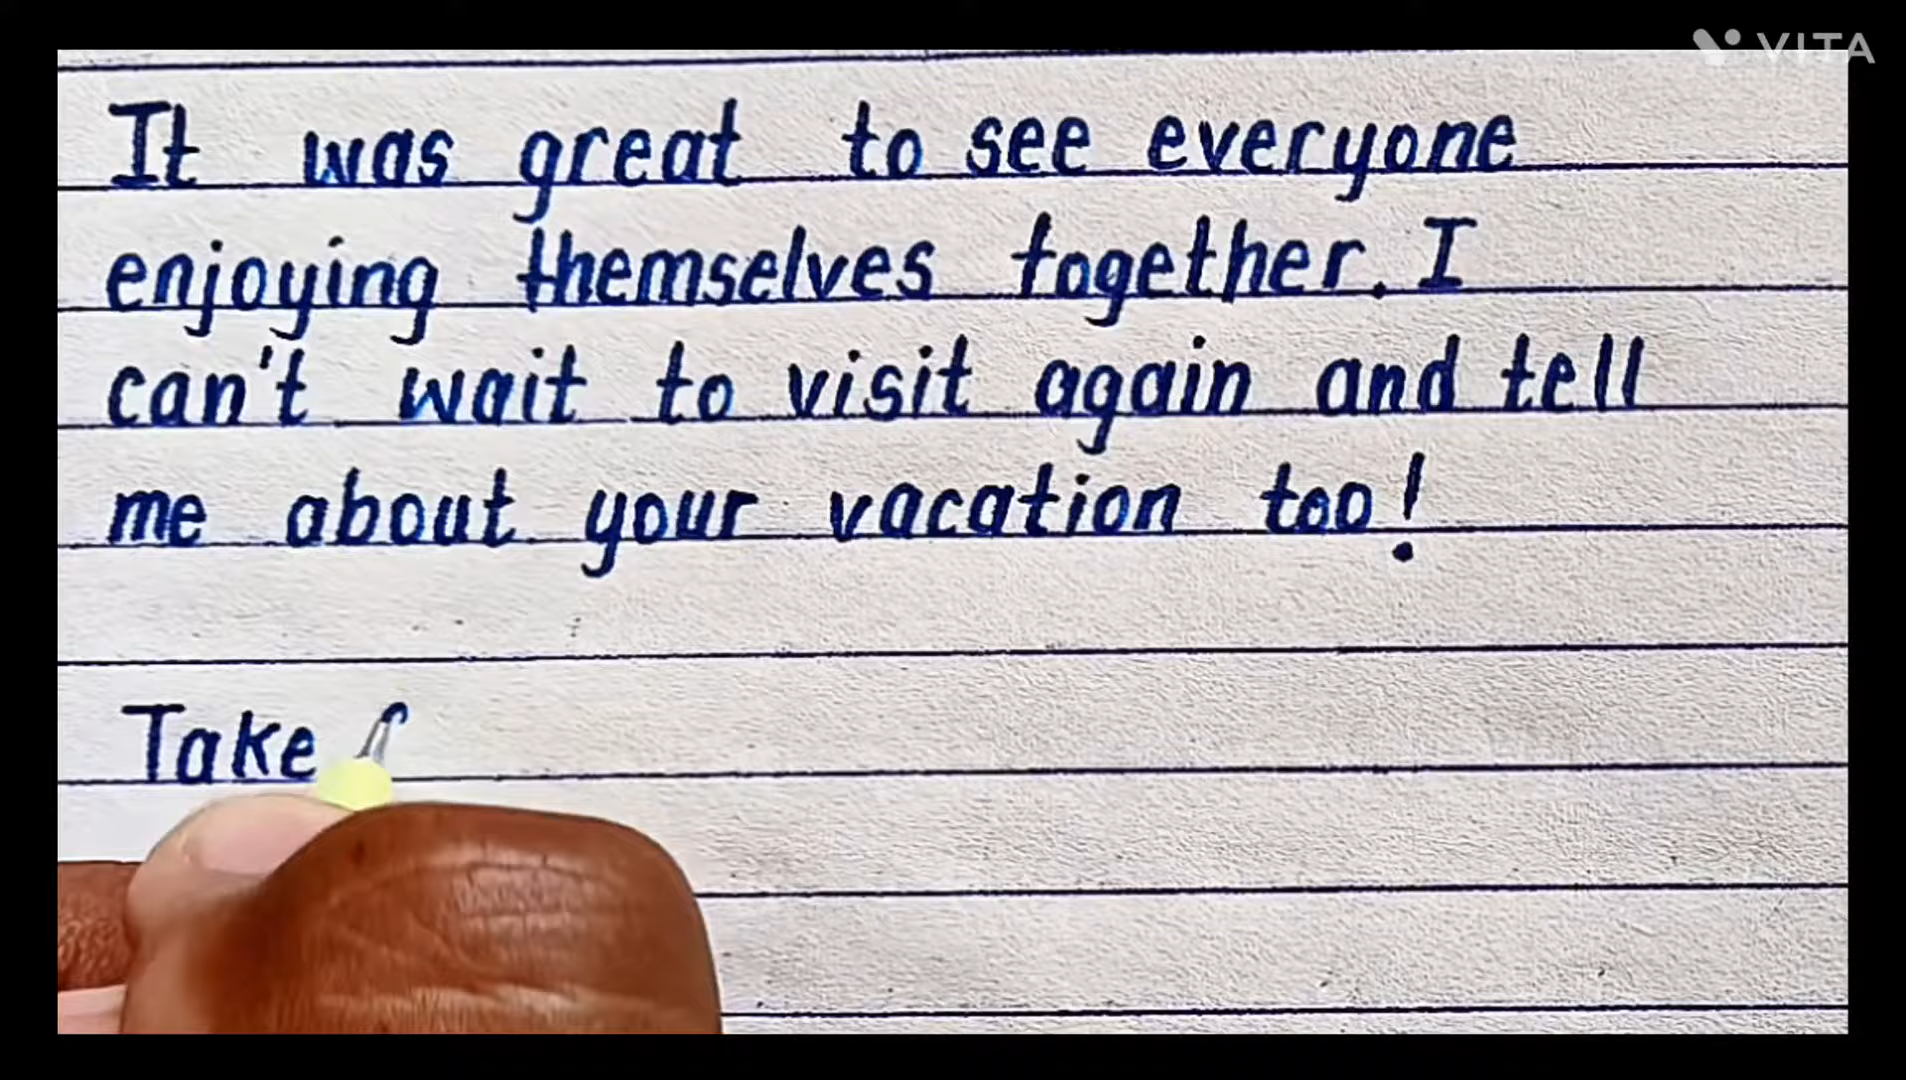 VITA
It was great to see everyone
enjoying themselves together. I
can't wait to visit again and tell
me about your vacation too!
Take